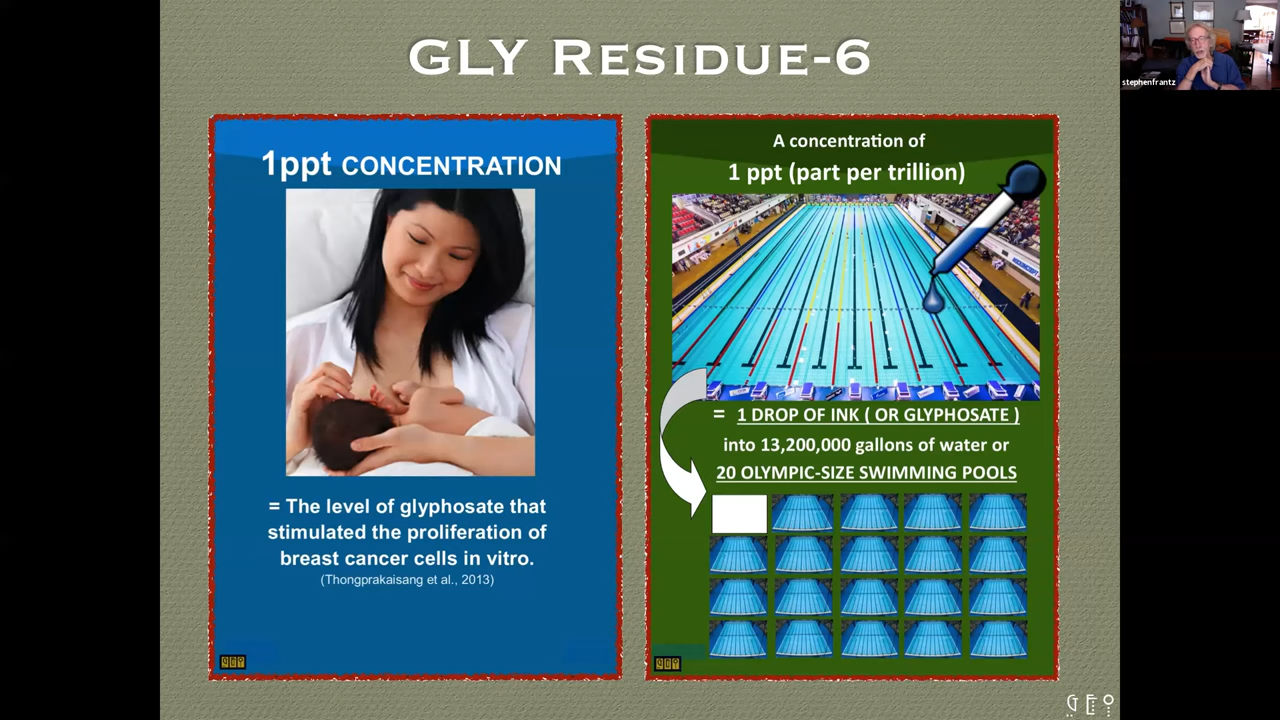 GLY RESIDUE-6
stephenfrantz
1ppt CONCENTRATION
= The level of glyphosate that
stimulated the proliferation of
breast cancer cells in vitro.
(Thongprakaisang et al., 2013)
A concentration of
1 ppt (part per trillion)
= 1 DROP OF INK ( OR GLYPHOSATE )
into 13,200,000 gallons of water or
20 OLYMPIC-SIZE SWIMMING POOLS
GEO